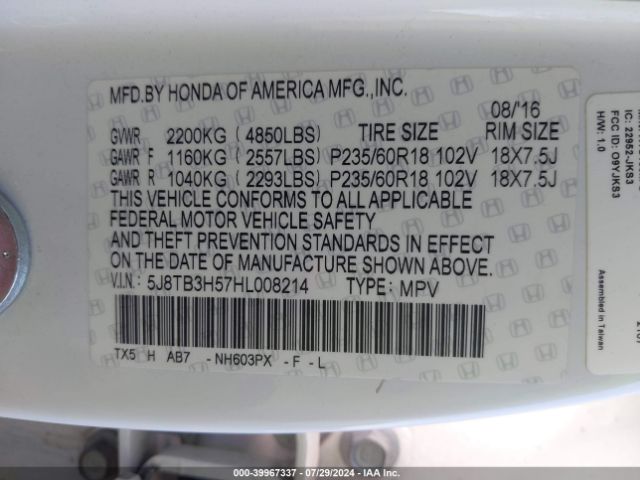 MFD.BY HONDA OF AMERICA MFG.,INC.
08/'16
GVWR 2200KG (4850LBS) TIRE SIZE RIM SIZE
GAWR F 1160KG (2557LBS) P235/60R18 102V 18X7.5J
GAWR R 1040KG (2293LBS) P235/60R18 102V 18X7.5J
THIS VEHICLE CONFORMS TO ALL APPLICABLE
FEDERAL MOTOR VEHICLE SAFETY
AND THEFT PREVENTION STANDARDS IN EFFECT
ON THE DATE OF MANUFACTURE SHOWN ABOVE.
V.I.N: 5J8TB3H57HL008214 TYPE: MPV
TX5 H AB7 -NH603PX -F -L
IC: 22952-JKS3
FCC ID: O9YJKS3
H/W: 1.0
Assembled in Taiwan
000-39967337 / 07/29/2024 - IAA Inc.